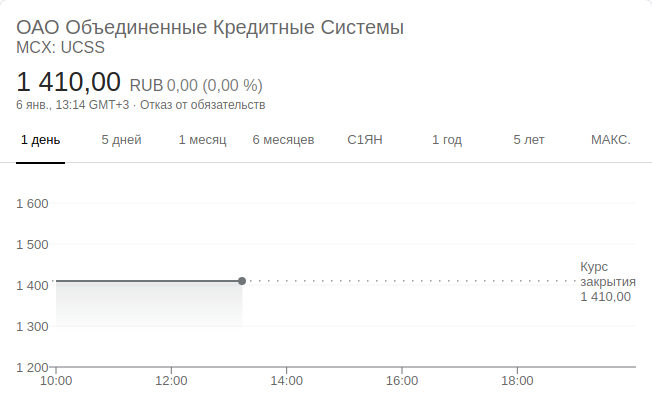 ОАО Объединенные Кредитные Системы
MCX: UCSS
1 410,00 RUB 0,00 (0,00 %)
6 янв., 13:14 GMT+3 · Отказ от обязательств
1 день 5 дней 1 месяц 6 месяцев С1ЯН 1 год 5 лет МАКС.
1 600
1 500
Курс
закрытия
1 410,00
1 400
1 300
1 200
10:00 12:00 14:00 16:00 18:00